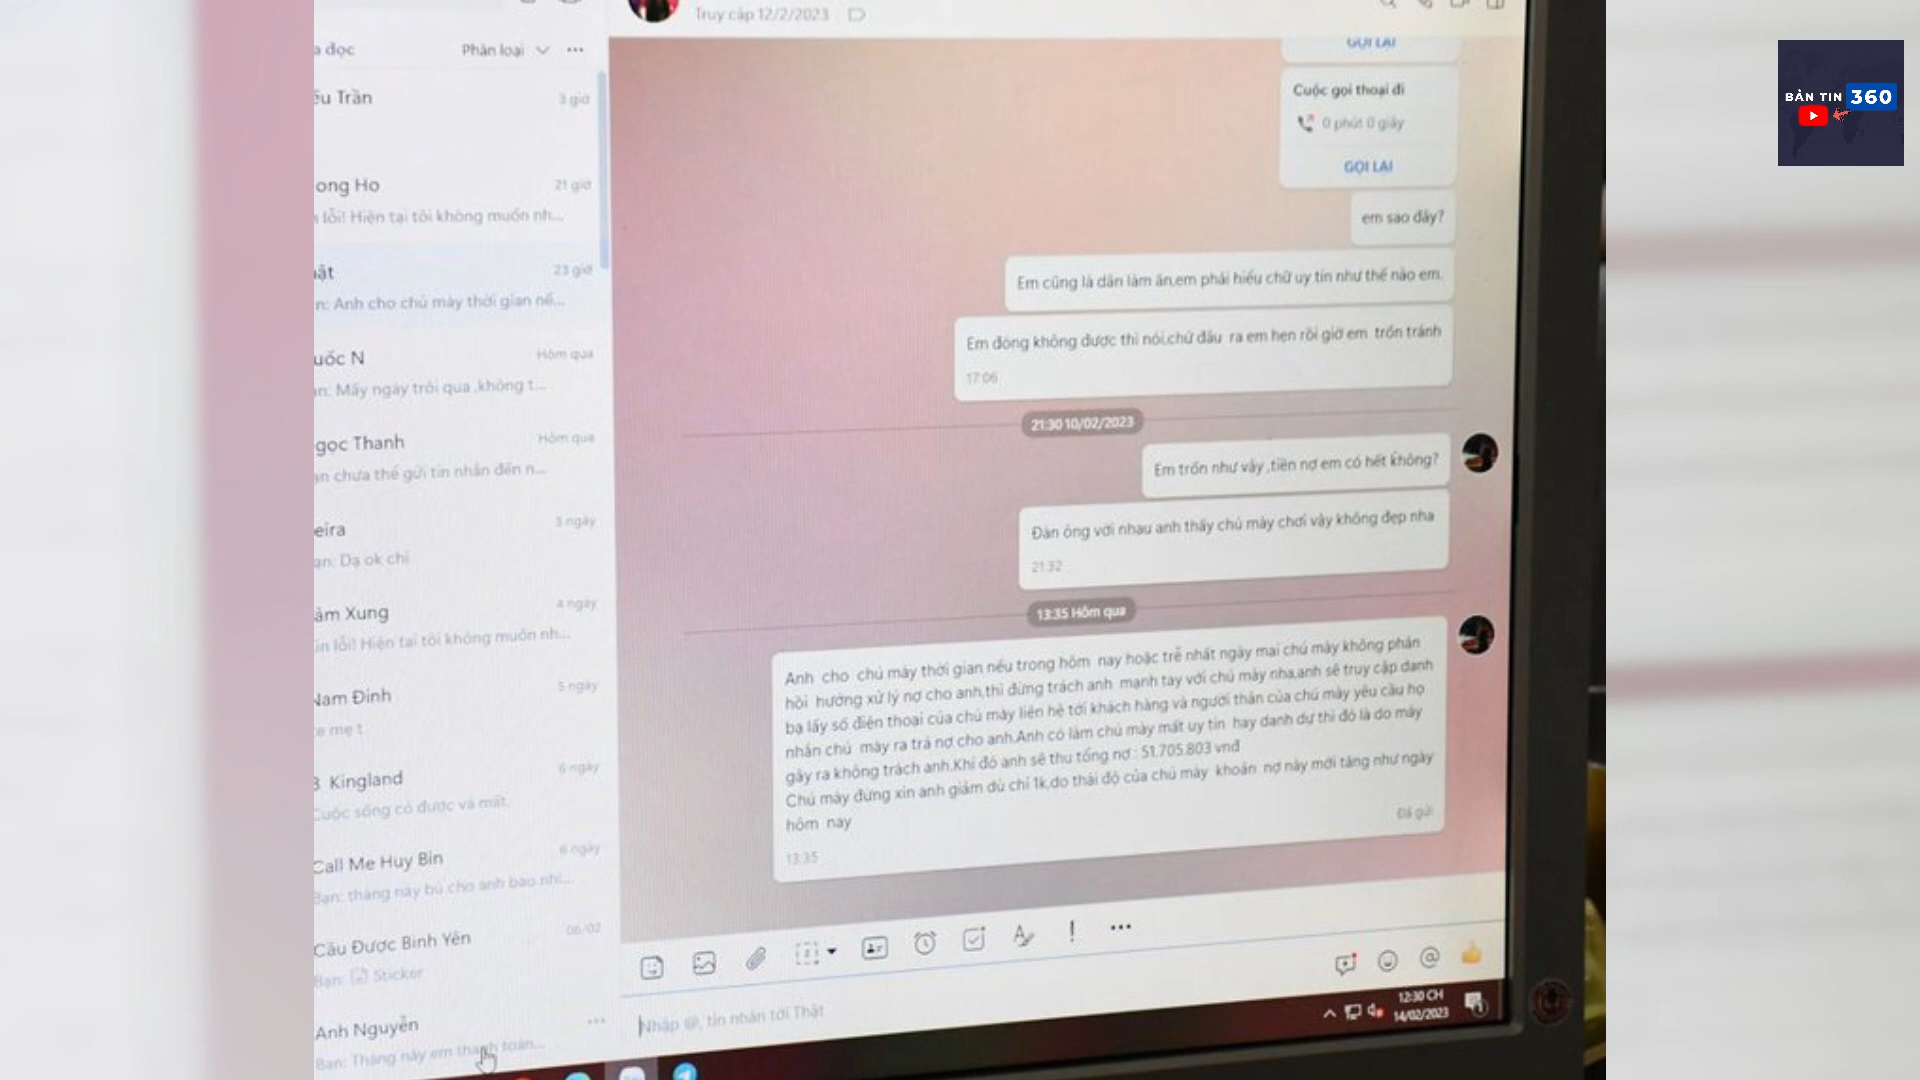 Truy cập 12/2/2023
BẢN TIN 360
a đọc
Phân loại
ếu Trần
3 giờ
ong Ho
21 giờ
lỗi! Hiện tại tôi không muốn nh...
ật
23 giờ
n: Anh cho chú mày thời gian nế...
uốc N
Hôm qua
n: Mấy ngày trôi qua ,không t...
gọc Thanh
Hôm qua
ạn chưa thể gửi tin nhắn đến n...
eira
3 ngày
ạn: Dạ ok chi
ầm Xung
4 ngày
in lỗi! Hiện tại tôi không muốn nh...
Nam Đinh
5 ngày
e mẹ t
3 Kingland
6 ngày
Cuộc sống có được và mất.
Call Me Huy Bin
6 ngày
Bạn: tháng này bù cho anh bao nhi...
Cầu Được Bình Yên
06/02
Bạn: Sticker
Anh Nguyễn
Bạn: Tháng này em thanh toán...
GỌI LẠI
Cuộc gọi thoại đi
0 phút 0 giây
GỌI LẠI
em sao đây?
Em cũng là dân làm ăn,em phải hiểu chữ uy tín như thế nào em.
Em đóng không được thì nói,chứ đâu ra em hẹn rồi giờ em trốn tránh
17:06
21:30 10/02/2023
Em trốn như vậy ,tiền nợ em có hết không?
Đàn ông với nhau anh thấy chú mày chơi vậy không đẹp nha
21:32
13:35 Hôm qua
Anh cho chú mày thời gian nếu trong hôm nay hoặc trễ nhất ngày mai chú mày không phản
hồi hướng xử lý nợ cho anh,thì đừng trách anh mạnh tay với chú mày nha,anh sẽ truy cập danh
bạ lấy số điện thoại của chú mày liên hệ tới khách hàng và người thân của chú mày yêu cầu họ
nhắn chú mày ra trả nợ cho anh.Anh có làm chú mày mất uy tín hay danh dự thì đó là do mày
gây ra không trách anh.Khi đó anh sẽ thu tổng nợ : 51.705.803 vnđ
Chú mày đừng xin anh giảm dù chỉ 1k,do thái độ của chú mày khoản nợ này mới tăng như ngày
hôm nay
Đã gửi
13:35
Nhập @, tin nhắn tới Thật
12:30 CH
14/02/2023